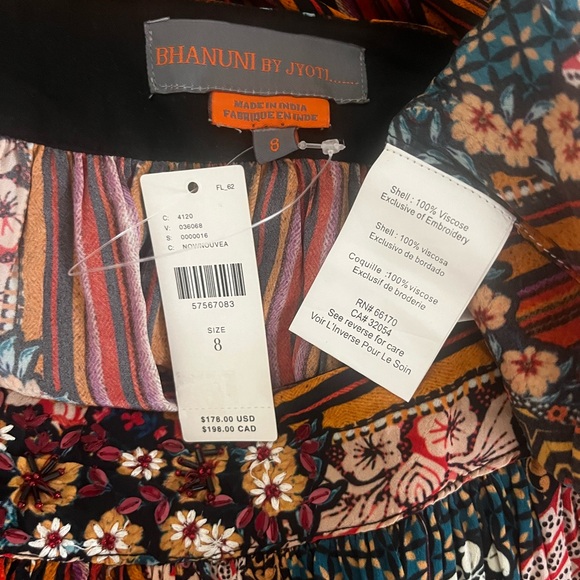 BHANUNI BY JYOTI......
MADE IN INDIA
FABRIQUE EN INDE
8
FL_62
C: 4120
V: 036068
S: 0000016
C: NOWNOUVEA
57567083
SIZE
8
$178.00 USD
$198.00 CAD
Shell : 100% Viscose
Exclusive of Embroidery
Shell : 100% viscosa
Exclusivo de bordado
Coquille :100% viscose
Exclusif de broderie
RN# 66170
CA# 32054
See reverse for care
Voir L'Inverse Pour Le Soin